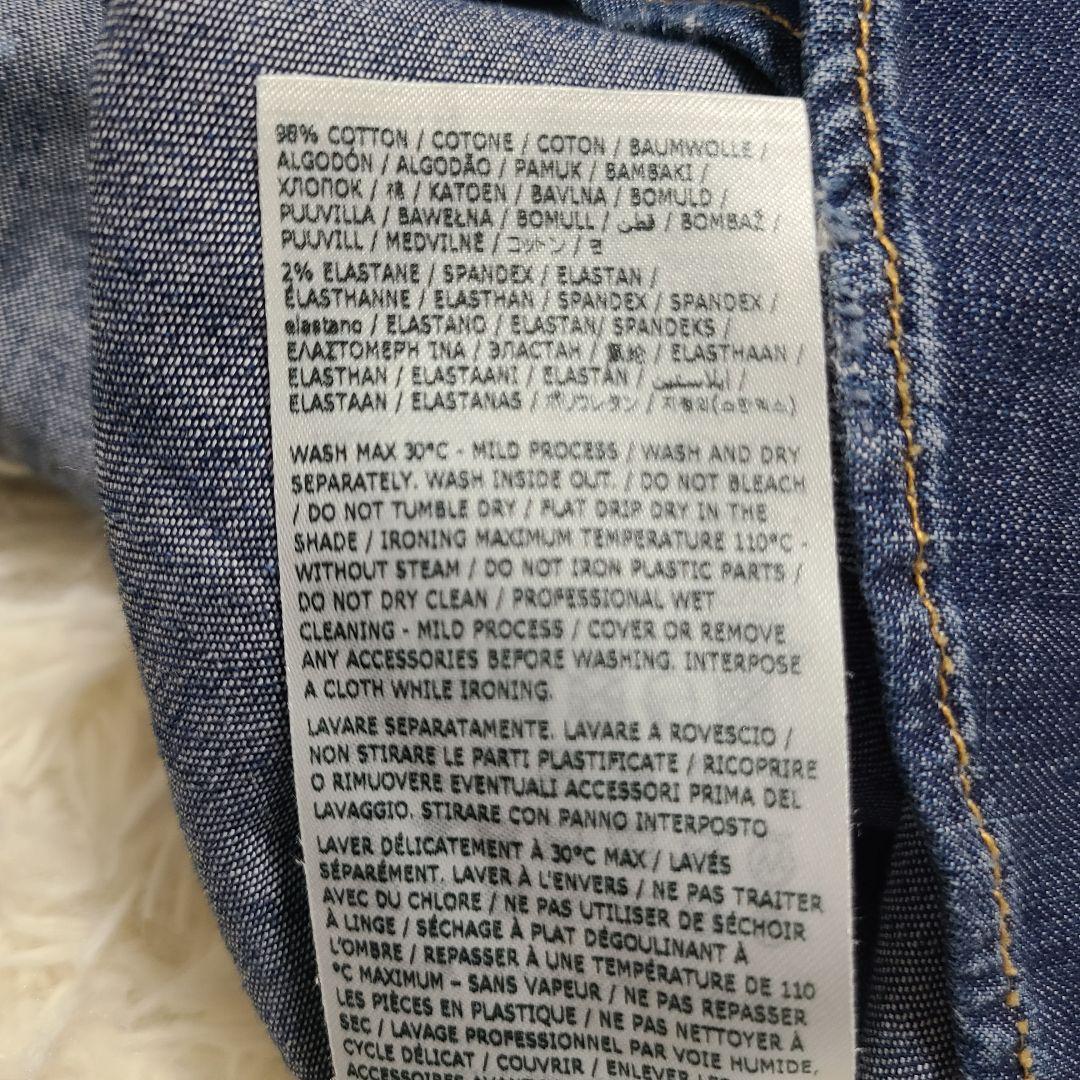 98% COTTON / COTONE / COTON / BAUMWOLLE /
ALGODÓN / ALGODÃO / PAMUK / BAMBAKI /
ХЛОПОК / 棉 / KATOEN / BAVLNA / BOMULD /
PUUVILLA / BAWEŁNA / BOMULL / قطن / BOMBAŽ /
PUUVILL / MEDVILNĖ / コットン /
2% ELASTANE / SPANDEX / ELASTAN /
ÉLASTHANNE / ELASTHAN / SPANDEX / SPANDEX /
elastano / ELASTANO / ELASTAN/ SPANDEKS /
ΕΛΑΣΤΟΜΕΡΗ ΊΝΑ / ЭЛАСТАН / 氨纶 / ELASTHAAN /
ELASTHAN / ELASTAANI / ELASTAN / ايلاستين /
ELASTAAN / ELASTANAS / ポリウレタン /
WASH MAX 30°C - MILD PROCESS / WASH AND DRY
SEPARATELY. WASH INSIDE OUT. / DO NOT BLEACH
/ DO NOT TUMBLE DRY / FLAT DRIP DRY IN THE
SHADE / IRONING MAXIMUM TEMPERATURE 110°C -
WITHOUT STEAM / DO NOT IRON PLASTIC PARTS /
DO NOT DRY CLEAN / PROFESSIONAL WET
CLEANING - MILD PROCESS / COVER OR REMOVE
ANY ACCESSORIES BEFORE WASHING. INTERPOSE
A CLOTH WHILE IRONING.
LAVARE SEPARATAMENTE. LAVARE A ROVESCIO /
NON STIRARE LE PARTI PLASTIFICATE / RICOPRIRE
O RIMUOVERE EVENTUALI ACCESSORI PRIMA DEL
LAVAGGIO. STIRARE CON PANNO INTERPOSTO
LAVER DÉLICATEMENT À 30°C MAX / LAVÉS
SÉPARÉMENT. LAVER À L'ENVERS / NE PAS TRAITER
AVEC DU CHLORE / NE PAS UTILISER DE SÉCHOIR
À LINGE / SÉCHAGE À PLAT DÉGOULINANT À
L'OMBRE / REPASSER À UNE TEMPÉRATURE DE 110
°C MAXIMUM – SANS VAPEUR / NE PAS REPASSER
LES PIÈCES EN PLASTIQUE / NE PAS NETTOYER À
SEC / LAVAGE PROFESSIONNEL PAR VOIE HUMIDE,
CYCLE DÉLICAT / COUVRIR / ENLEVER LES
ACCESSOIRES